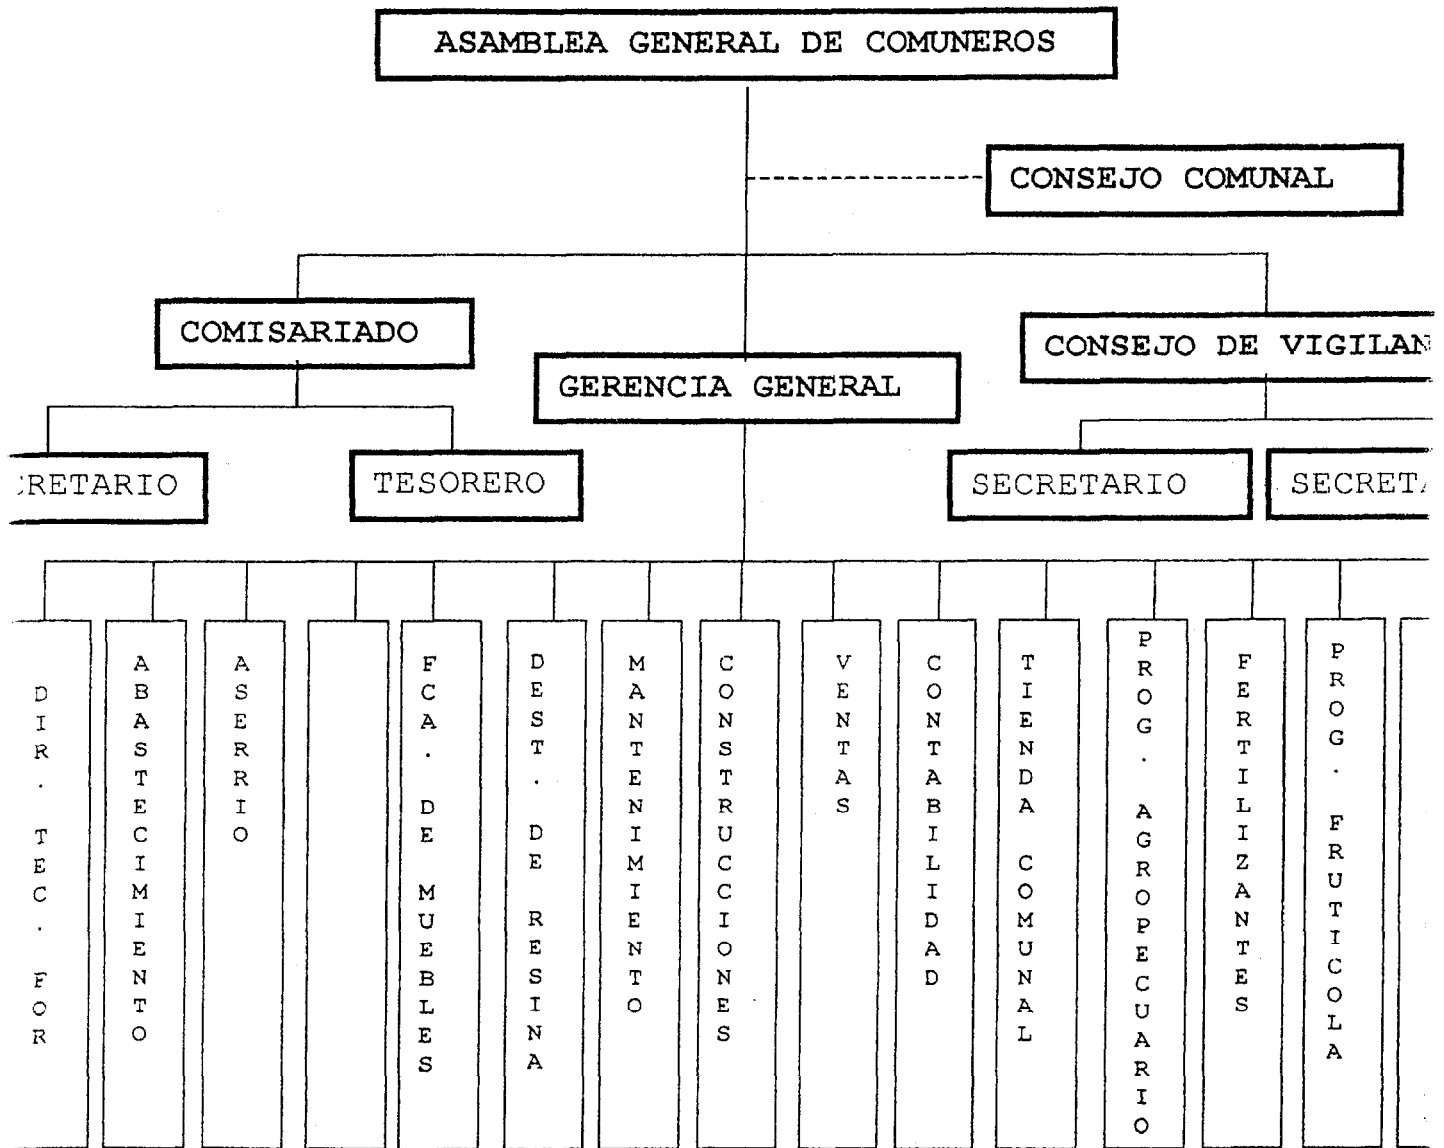 ASAMBLEA GENERAL DE COMUNEROS
CONSEJO COMUNAL
COMISARIADO
CONSEJO DE VIGILAN
GERENCIA GENERAL
RETARIO
TESORERO
SECRETARIO
SECRET
DIR. TEC. FOR
ABASTECIMIENTO
ASERRIO
FCA. DE MUEBLES
DEST. DE RESINA
MANTENIMIENTO
CONSTRUCCIONES
VENTAS
CONTABILIDAD
TIENDA COMUNAL
PROG. AGROPECUARIO
FERTILIZANTES
PROG. FRUTICOLA